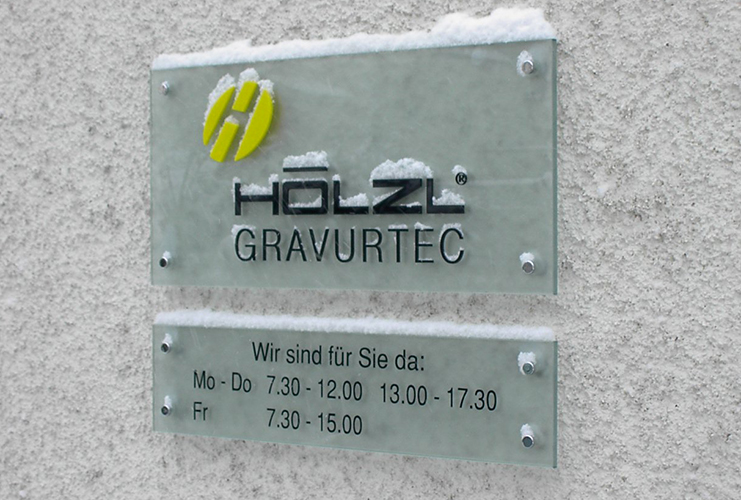 HŌLZL®
GRAVURTEC
Wir sind für Sie da:
Mo - Do 7.30 - 12.00 13.00 - 17.30
Fr 7.30 - 15.00